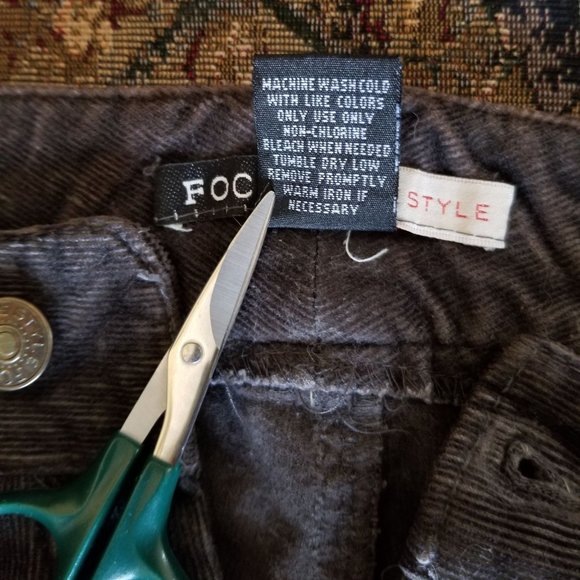 MACHINE WASH COLD
WITH LIKE COLORS
ONLY USE ONLY
NON-CHLORINE
BLEACH WHEN NEEDED
TUMBLE DRY LOW
REMOVE PROMPTLY
WARM IRON IF
NECESSARY
FOC
STYLE